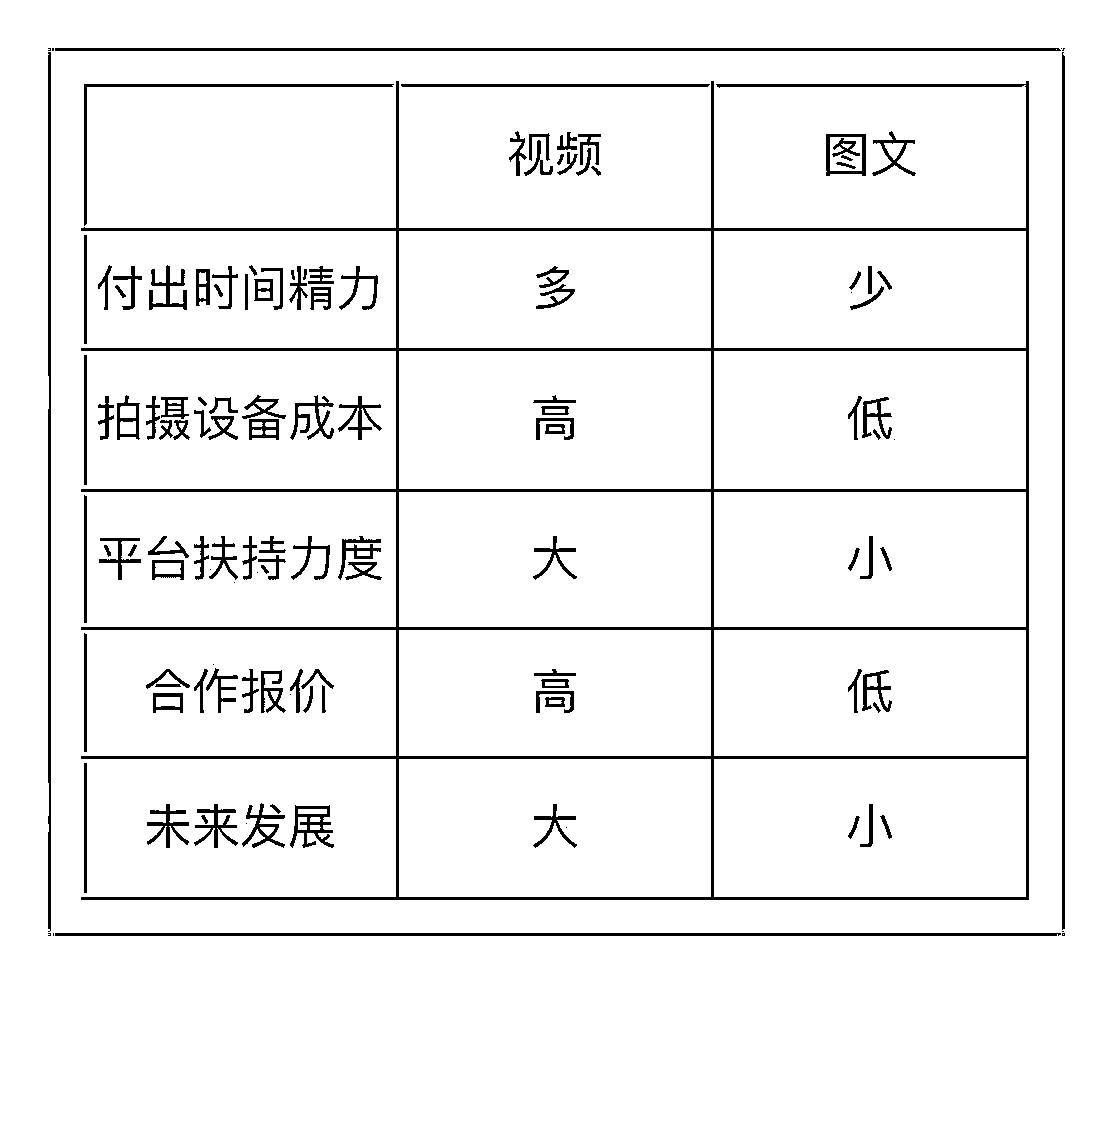 视频 图文
付出时间精力 多 少
拍摄设备成本 高 低
平台扶持力度 大 小
合作报价 高 低
未来发展 大 小